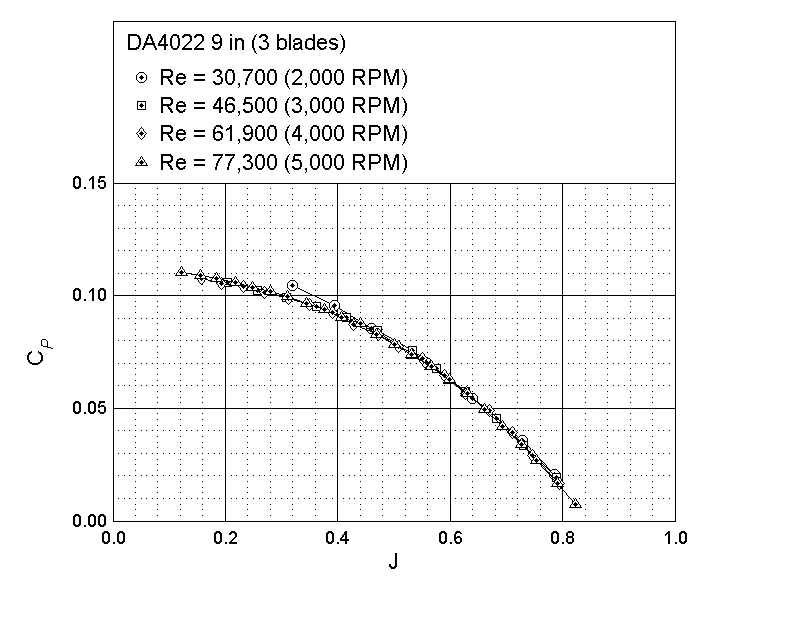 DA4022 9 in (3 blades)
Re = 30,700 (2,000 RPM)
Re = 46,500 (3,000 RPM)
Re = 61,900 (4,000 RPM)
Re = 77,300 (5,000 RPM)
0.15
0.10
C_P
0.05
0.00
0.0 0.2 0.4 0.6 0.8 1.0
J